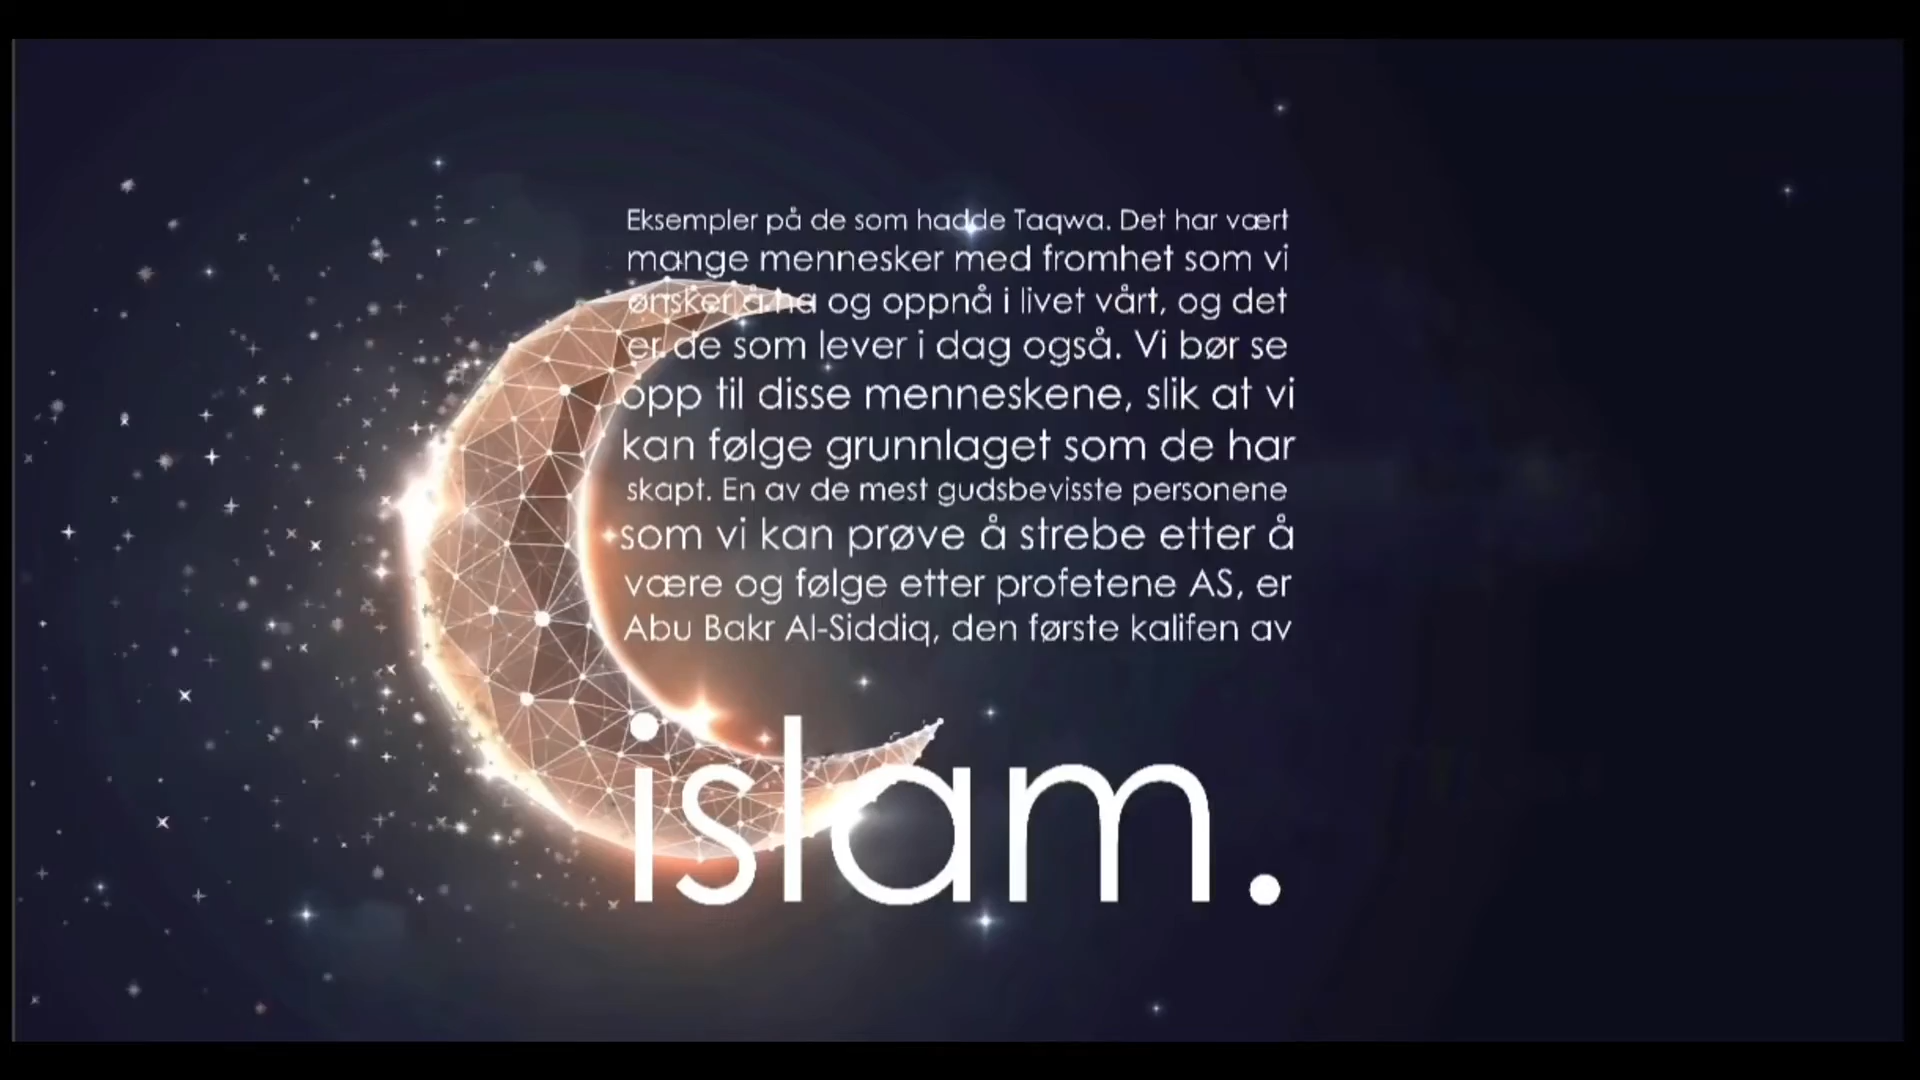 Eksempler på de som hadde Taqwa. Det har vært
mange mennesker med fromhet som vi
ønsker å ha og oppnå i livet vårt, og det
er de som lever i dag også. Vi bør se
opp til disse menneskene, slik at vi
kan følge grunnlaget som de har
skapt. En av de mest gudsbevisste personene
som vi kan prøve å strebe etter å
være og følge etter profetene AS, er
Abu Bakr Al-Siddiq, den første kalifen av
islam.